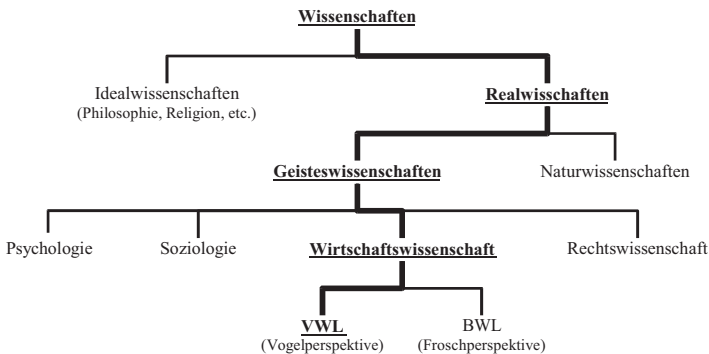 Wissenschaften
Idealwissenschaften
(Philosophie, Religion, etc.)
Realwisschaften
Geisteswissenschaften
Naturwissenschaften
Psychologie
Soziologie
Wirtschaftswissenschaft
Rechtswissenschaft
VWL
(Vogelperspektive)
BWL
(Froschperspektive)